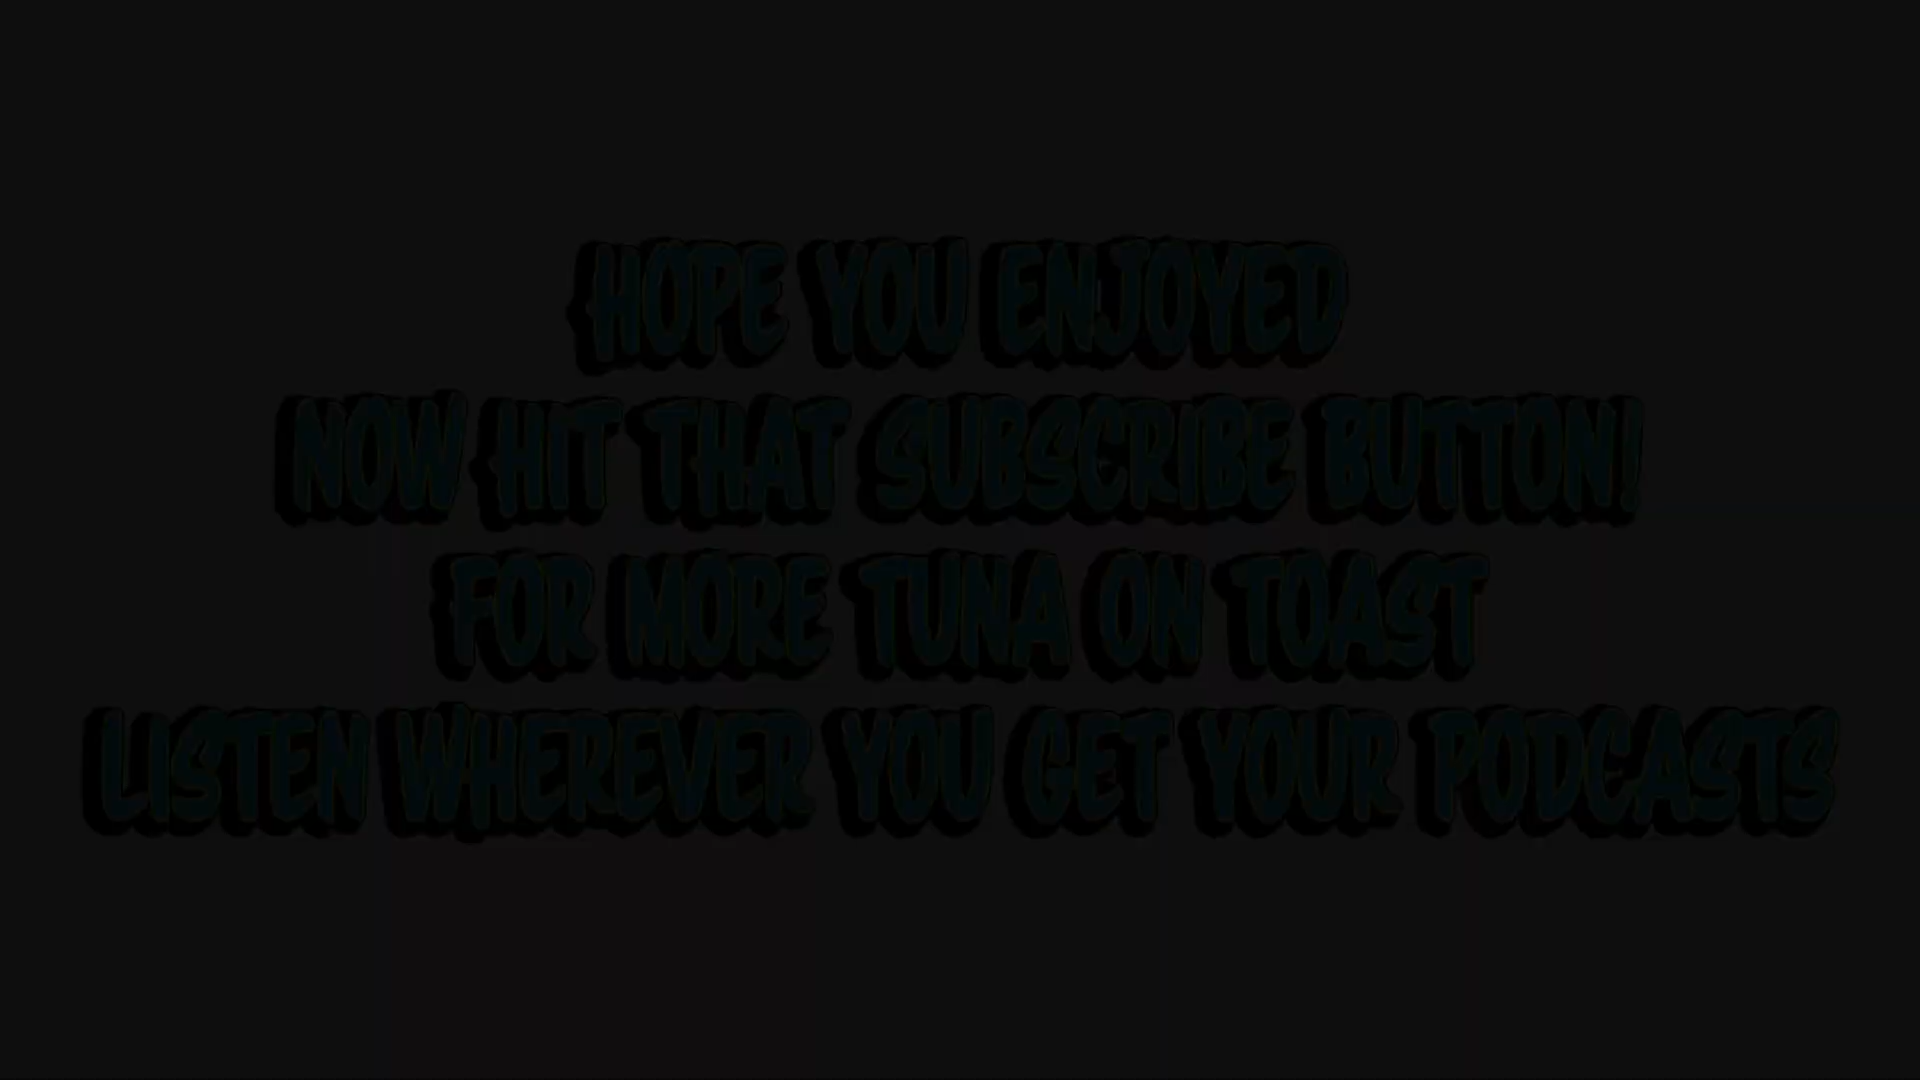 HOPE YOU ENJOYED
NOW HIT THAT SUBSCRIBE BUTTON!
FOR MORE TUNA ON TOAST
LISTEN WHEREVER YOU GET YOUR PODCASTS